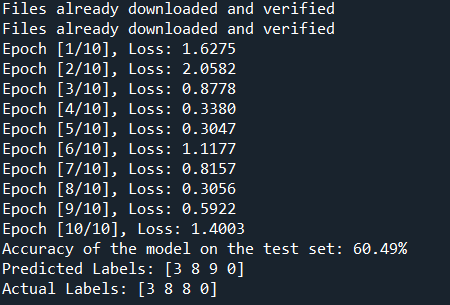 Files already downloaded and verified
Files already downloaded and verified
Epoch [1/10], Loss: 1.6275
Epoch [2/10], Loss: 2.0582
Epoch [3/10], Loss: 0.8778
Epoch [4/10], Loss: 0.3380
Epoch [5/10], Loss: 0.3047
Epoch [6/10], Loss: 1.1177
Epoch [7/10], Loss: 0.8157
Epoch [8/10], Loss: 0.3056
Epoch [9/10], Loss: 0.5922
Epoch [10/10], Loss: 1.4003
Accuracy of the model on the test set: 60.49%
Predicted Labels: [3 8 9 0]
Actual Labels: [3 8 8 0]